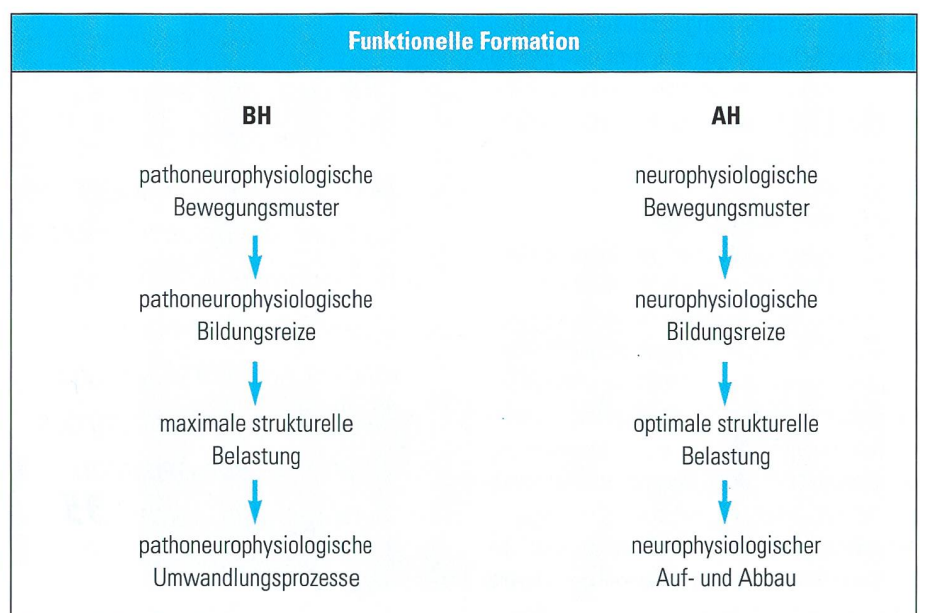 Funktionelle Formation
BH
pathoneurophysiologische
Bewegungsmuster
pathoneurophysiologische
Bildungsreize
maximale strukturelle
Belastung
pathoneurophysiologische
Umwandlungsprozesse
AH
neurophysiologische
Bewegungsmuster
neurophysiologische
Bildungsreize
optimale strukturelle
Belastung
neurophysiologischer
Auf- und Abbau